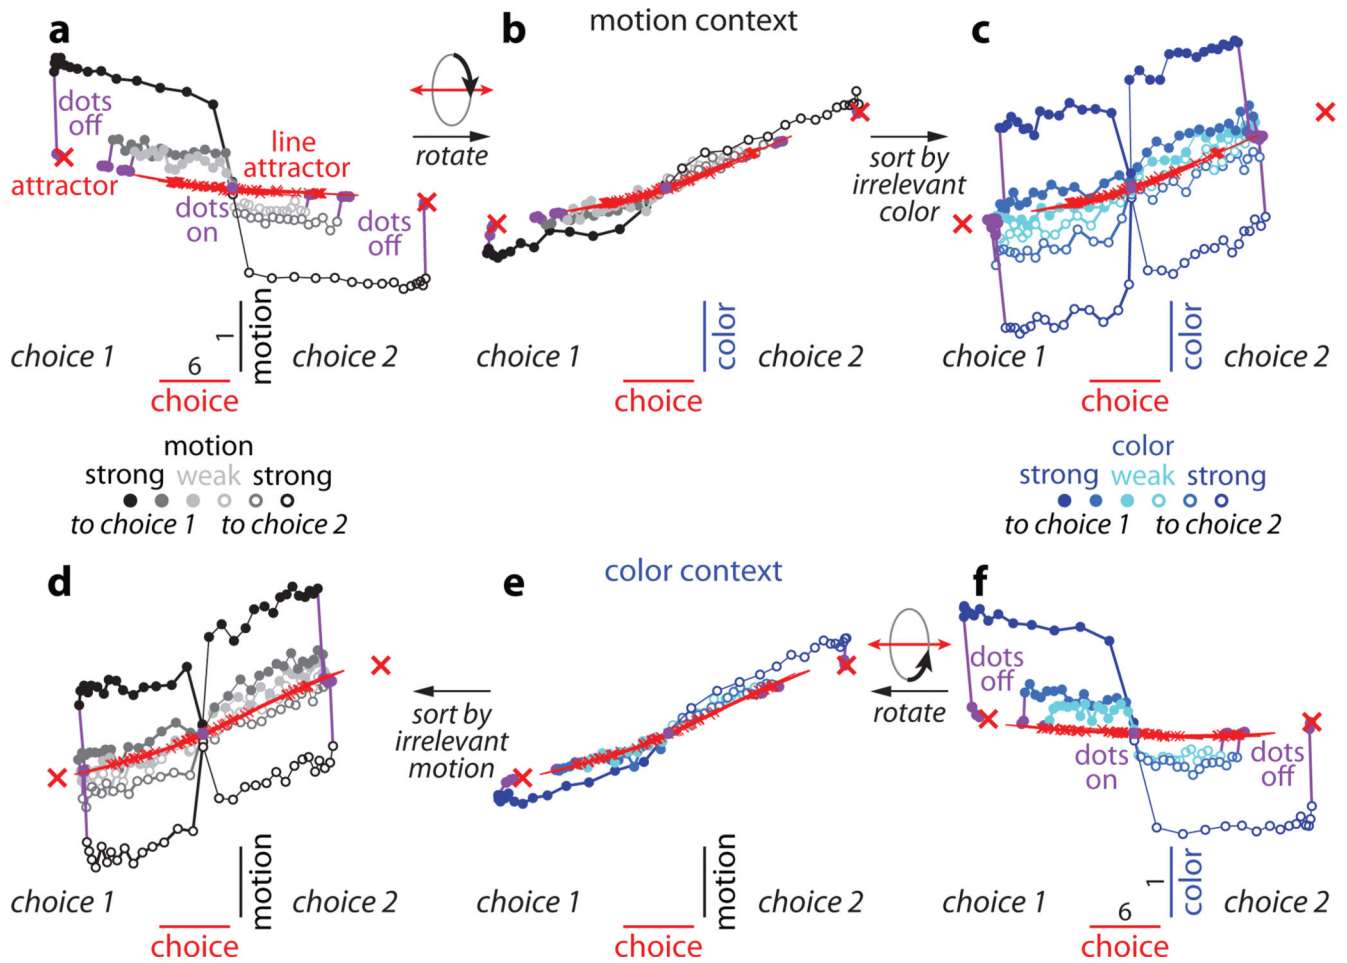 a
b
motion context
c
dots
off
line
attractor
attractor
dots
on
dots
off
rotate
sort by
irrelevant
color
choice 1
6
1
motion
choice 2
choice
choice 1
color
choice 2
choice
choice 1
color
choice 2
choice
motion
strong weak strong
to choice 1 to choice 2
color
strong weak strong
to choice 1 to choice 2
d
e
color context
f
sort by
irrelevant
motion
rotate
dots
off
dots
on
dots
off
choice 1
motion
choice 2
choice
choice 1
motion
choice 2
choice
choice 1
6
1
color
choice 2
choice